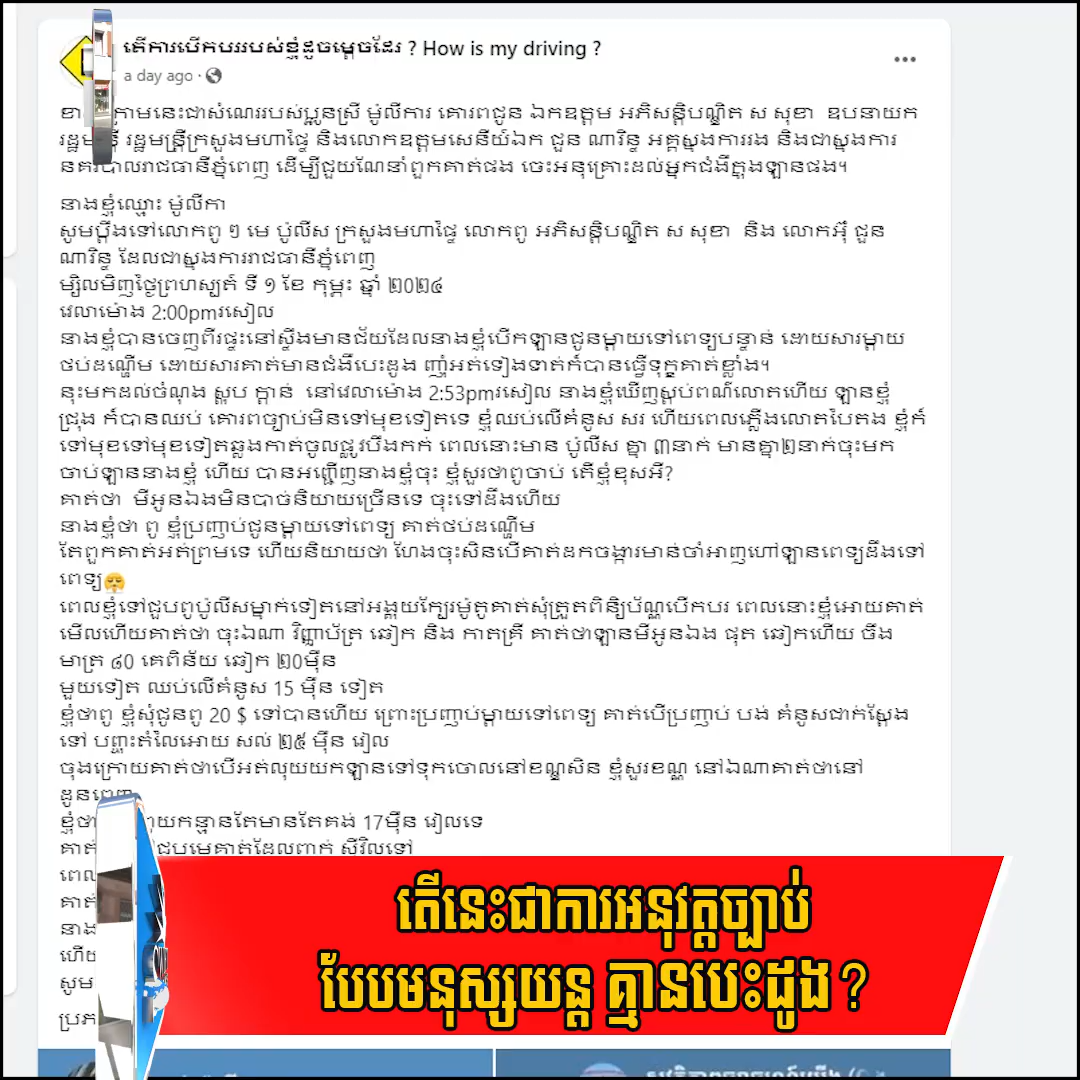 តើការបើកបររបស់ខ្ញុំដូចម្ដេចដែរ ? How is my driving ?
a day ago
ក្រោមនេះជាសំណេររបស់ប្អូនស្រី ម៉ូលីការ គោរពជូន ឯកឧត្តម អភិសន្តិបណ្ឌិត ស សុខា ឧបនាយក
រដ្ឋមន្ត្រី រដ្ឋមន្ត្រីក្រសួងមហាផ្ទៃ និងលោកឧត្តមសេនីយ៍ឯក ជួន ណារិន្ទ អគ្គស្នងការរង និងជាស្នងការ
នគរបាលរាជធានីភ្នំពេញ ដើម្បីជួយណែនាំពួកគាត់ផង ចេះអនុគ្រោះដល់អ្នកជំងឺក្នុងឡានផង។
នាងខ្ញុំឈ្មោះ ម៉ូលីកា
សូមប្ដឹងទៅលោកពូ ៗ មេ ប៉ូលីស ក្រសួងមហាផ្ទៃ លោកពូ អភិសន្តិបណ្ឌិត ស សុខា និង លោកអ៊ុំ ជួន
ណារិន្ទ ដែលជាស្នងការរាជធានីភ្នំពេញ
ម្សិលមិញថ្ងៃព្រហស្បត៍ ទី ១ ខែ កុម្ភះ ឆ្នាំ ២០២៤
វេលាម៉ោង 2:00pmរសៀល
នាងខ្ញុំបានចេញពីរផ្ទះនៅស្ទឹងមានជ័យដែលនាងខ្ញុំបើកឡានជូនម្ដាយទៅពេទ្យបន្ទាន់ ដោយសារម្ដាយ
ថប់ដណ្ហើម ដោយសារគាត់មានជំងឺបេះដូង ញ៉ាំអត់ទៀងទាត់ក៏បានធ្វើទុក្ខគាត់ខ្លាំង។
នុះមកដល់ចំណុង ស្តុប ក្ដាន់ នៅវេលាម៉ោង 2:53pmរសៀល នាងខ្ញុំឃើញស្តប់ពណ៍លោតហើយ ឡានខ្ញុំ
ជ្រុង ក៏បានឈប់ គោរពច្បាប់មិនទៅមុខទៀតទេ ខ្ញុំឈប់លើគំនូស សរ ហើយពេលភ្លើងលោតបៃតង ខ្ញុំក៏
ទៅមុខទៅមុខទៀតឆ្លងកាត់ចូលផ្លូវបឹងកក់ ពេលនោះមាន ប៉ូលីស គ្នា ៣នាក់ មានគ្នា២នាក់ចុះមក
ចាប់ឡាននាងខ្ញុំ ហើយ បានអញ្ជើញនាងខ្ញុំចុះ ខ្ញុំសួរថាពូចាប់ តើខ្ញុំខុសអី?
គាត់ថា មីអូនឯងមិនបាច់និយាយច្រើនទេ ចុះទៅដឹងហើយ
នាងខ្ញុំថា ពូ ខ្ញុំប្រញាប់ជូនម្ដាយទៅពេទ្យ គាត់ថប់ដណ្ហើម
តែពួកគាត់អត់ព្រមទេ ហើយនិយាយថា ហែងចុះសិនបើគាត់ដកចង្ការមាន់ចាំអាញហៅឡានពេទ្យដឹងទៅ
ពេទ្យ😤
ពេលខ្ញុំទៅជួបពូប៉ូលីសម្នាក់ទៀតនៅអង្គុយក្បែរម៉ូតូគាត់សុំត្រួតពិន្យិប័ណ្ណបើកបរ ពេលនោះខ្ញុំអោយគាត់
មើលហើយគាត់ថា ចុះឯណា វិញ្ញាប័ត្រ ឆៀក និង កាតគ្រី គាត់ថាឡានមីអូនឯង ផុត ឆៀកហើយ ចឹង
មាត្រ ៤០ គេពិន័យ ឆៀក ២0ម៉ឺន
មួយទៀត ឈប់លើគំនូស 15 ម៉ឺន ទៀត
ខ្ញុំថាពូ ខ្ញុំសុំជូនពូ 20 $ ទៅបានហើយ ព្រោះប្រញាប់ម្ដាយទៅពេទ្យ គាត់បើប្រញាប់ បង់ គំនូសជាក់ស្ដែង
ទៅ បញ្ចុះតំលៃអោយ សល់ ២៥ ម៉ឺន រៀល
ចុងក្រោយគាត់ថាបើអត់លុយយកឡានទៅទុកចោលនៅខណ្ឌសិន ខ្ញុំសួរខណ្ឌ នៅឯណាគាត់ថានៅ
ដូនពេញ
ខ្ញុំថា យកន្មានតែមានតែគង់ 17ម៉ឺន រៀលទេ
គាត់ ជួបមេគាត់ដែលពាក់ ស៊ីវិលទៅ
ពេល
គាត់
នាង
ហើយ
សូម
ប្រភ
តើនេះជាការអនុវត្តច្បាប់
បែបមនុស្សយន្ត គ្មានបេះដូង ?